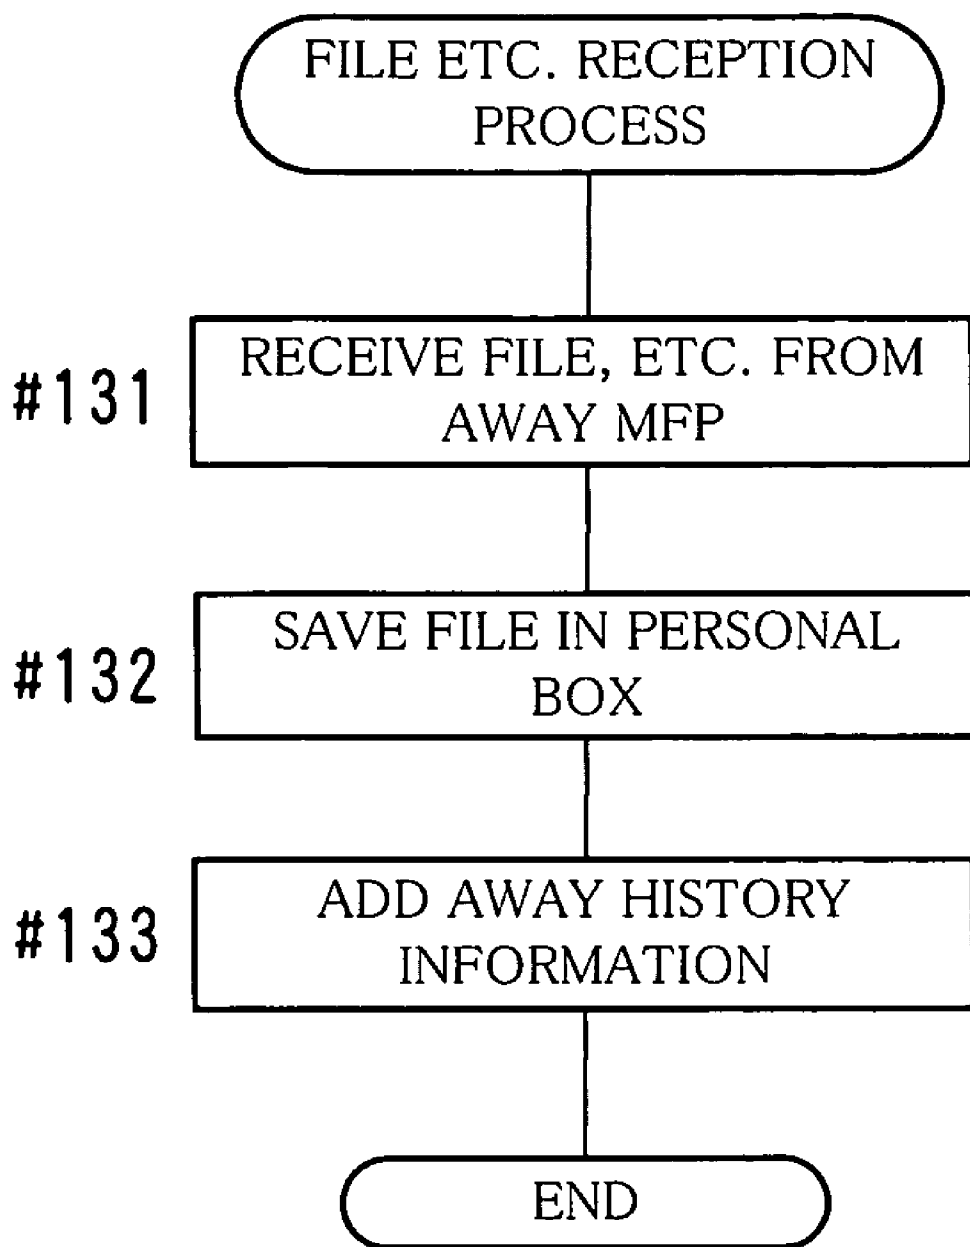 FILE ETC. RECEPTION
PROCESS
#131
RECEIVE FILE, ETC. FROM
AWAY MFP
#132
SAVE FILE IN PERSONAL
BOX
#133
ADD AWAY HISTORY
INFORMATION
END